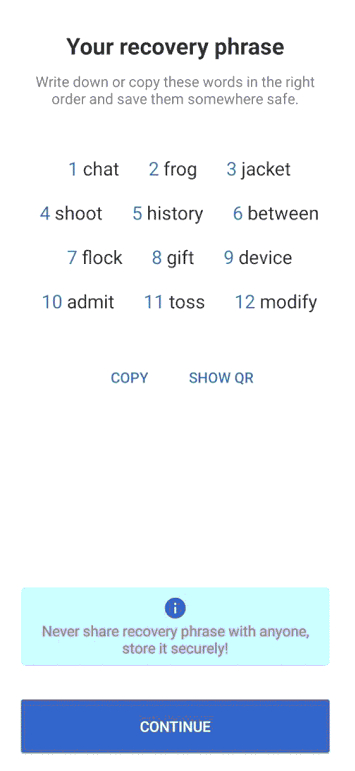 Your recovery phrase
Write down or copy these words in the right
order and save them somewhere safe.
1 chat 2 frog 3 jacket
4 shoot 5 history 6 between
7 flock 8 gift 9 device
10 admit 11 toss 12 modify
COPY SHOW QR
Never share recovery phrase with anyone,
store it securely!
CONTINUE